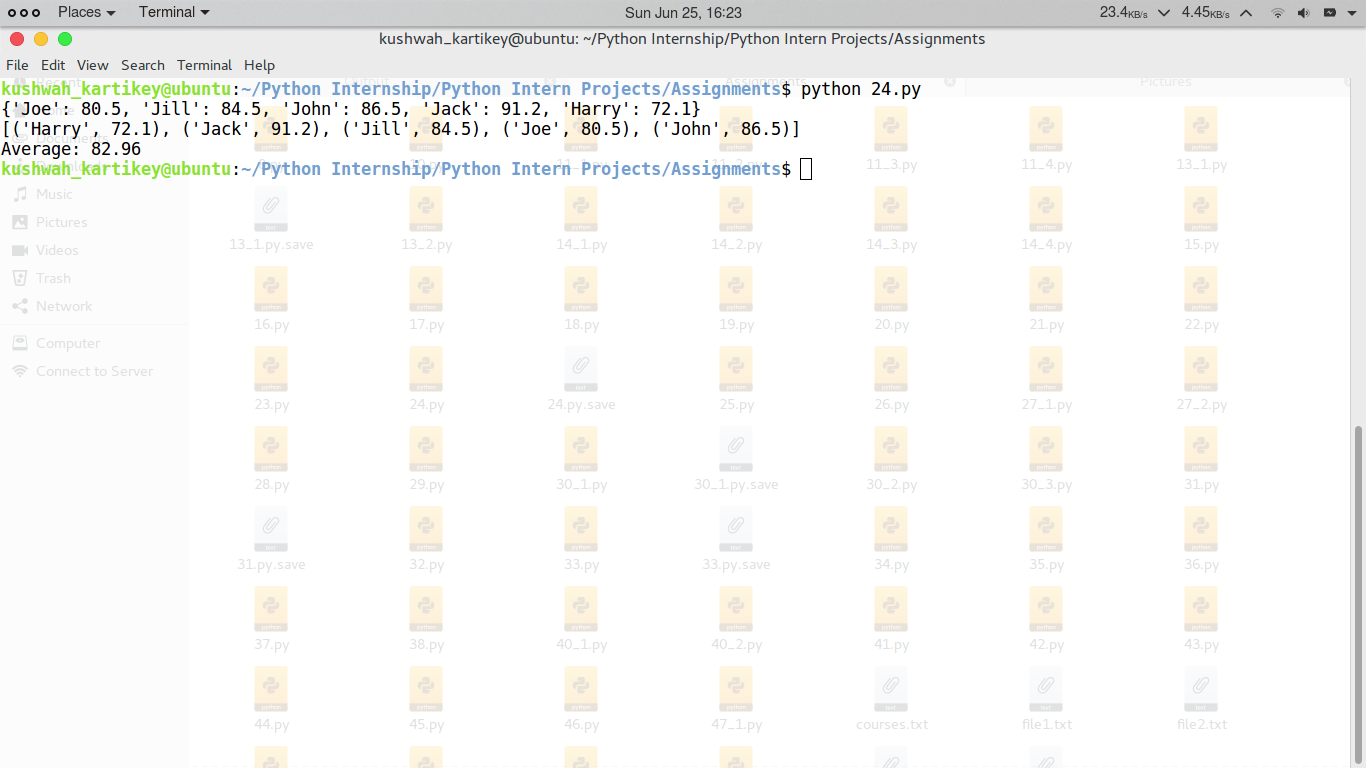 Places Terminal Sun Jun 25, 16:23 23.4KB/s 4.45KB/s
kushwah_kartikey@ubuntu: ~/Python Internship/Python Intern Projects/Assignments
File Edit View Search Terminal Help
Assignments Pictures
kushwah_kartikey@ubuntu:~/Python Internship/Python Intern Projects/Assignments$ python 24.py
{'Joe': 80.5, 'Jill': 84.5, 'John': 86.5, 'Jack': 91.2, 'Harry': 72.1}
[('Harry', 72.1), ('Jack', 91.2), ('Jill', 84.5), ('Joe', 80.5), ('John', 86.5)]
Average: 82.96
kushwah_kartikey@ubuntu:~/Python Internship/Python Intern Projects/Assignments$
11_3.py 11_4.py 13_1.py
Music
Pictures
Videos
Trash
Network
Computer
Connect to Server
13_1.py.save 13_2.py 14_1.py 14_2.py 14_3.py 14_4.py 15.py
16.py 17.py 18.py 19.py 20.py 21.py 22.py
23.py 24.py 24.py.save 25.py 26.py 27_1.py 27_2.py
28.py 29.py 30_1.py 30_1.py.save 30_2.py 30_3.py 31.py
31.py.save 32.py 33.py 33.py.save 34.py 35.py 36.py
37.py 38.py 40_1.py 40_2.py 41.py 42.py 43.py
44.py 45.py 46.py 47_1.py courses.txt file1.txt file2.txt